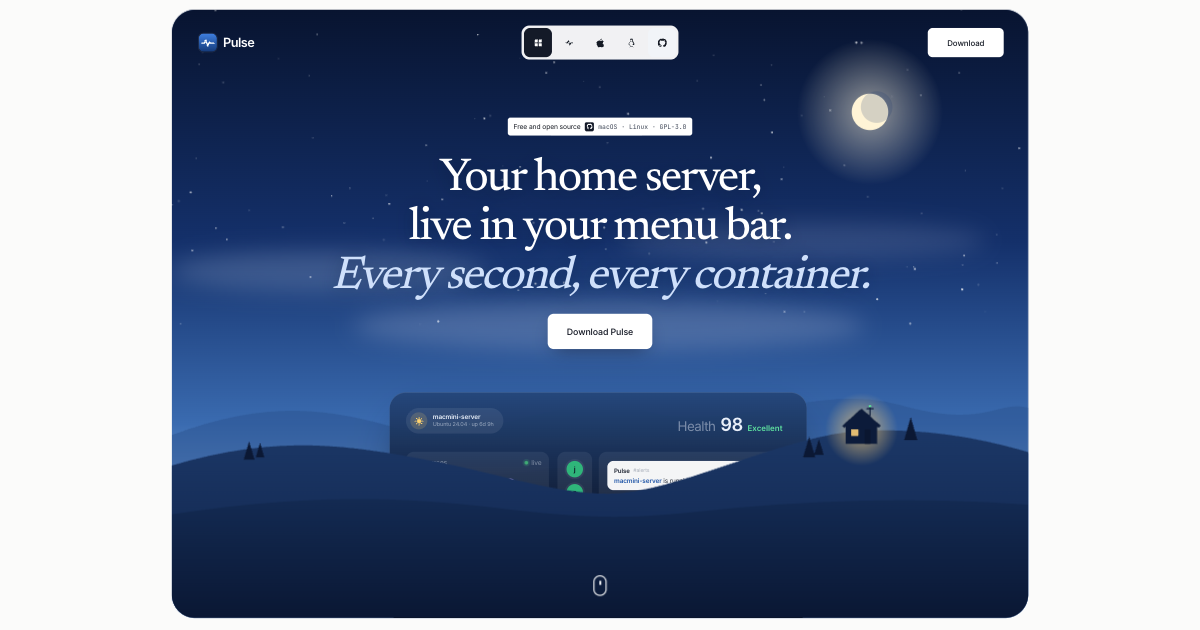 Pulse
Download
Free and open source macOS · Linux · GPL-3.0
Your home server,
live in your menu bar.
Every second, every container.
Download Pulse
macmini-server
Ubuntu 24.04 · up 6d 9h
Health 98 Excellent
live
Pulse
macmini-server is